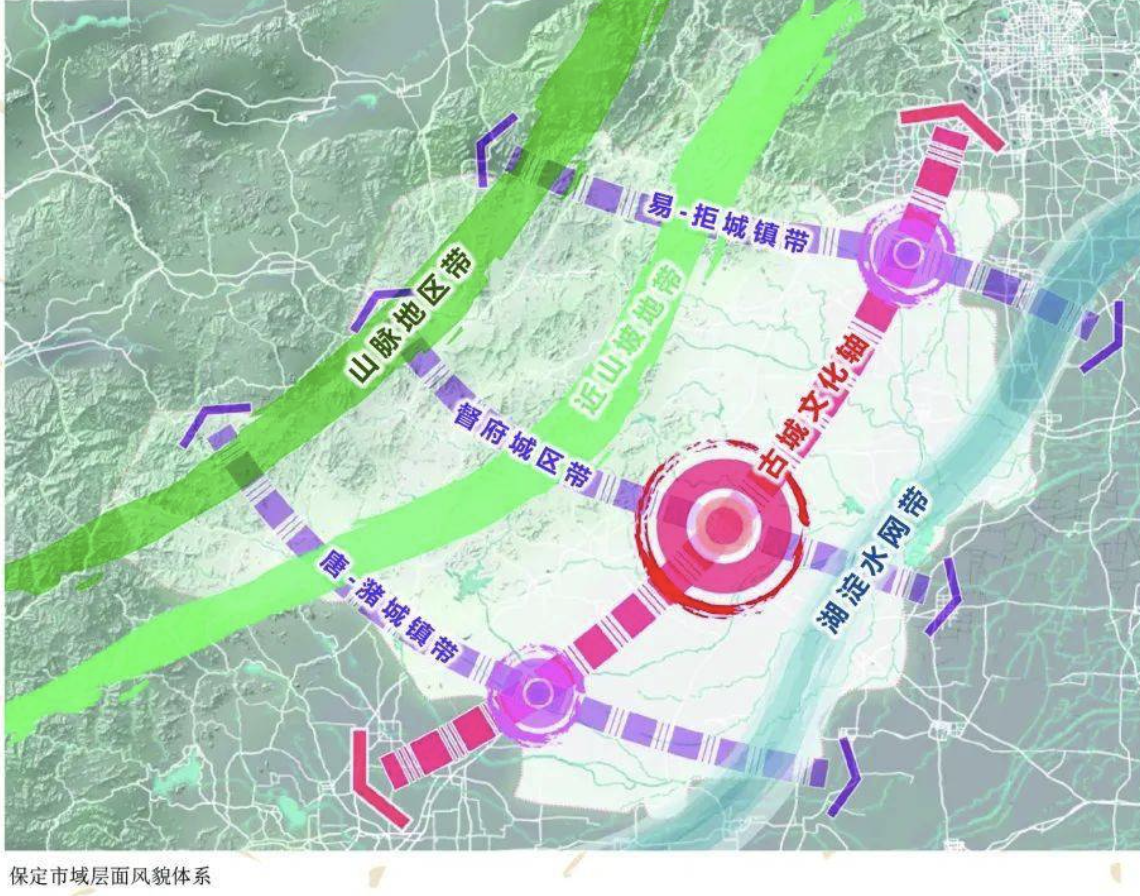 易-拒城镇带
山脉地区带
近山坡地带
古城文化轴
督府城区带
湖淀水网带
唐-潴城镇带
保定市域层面风貌体系